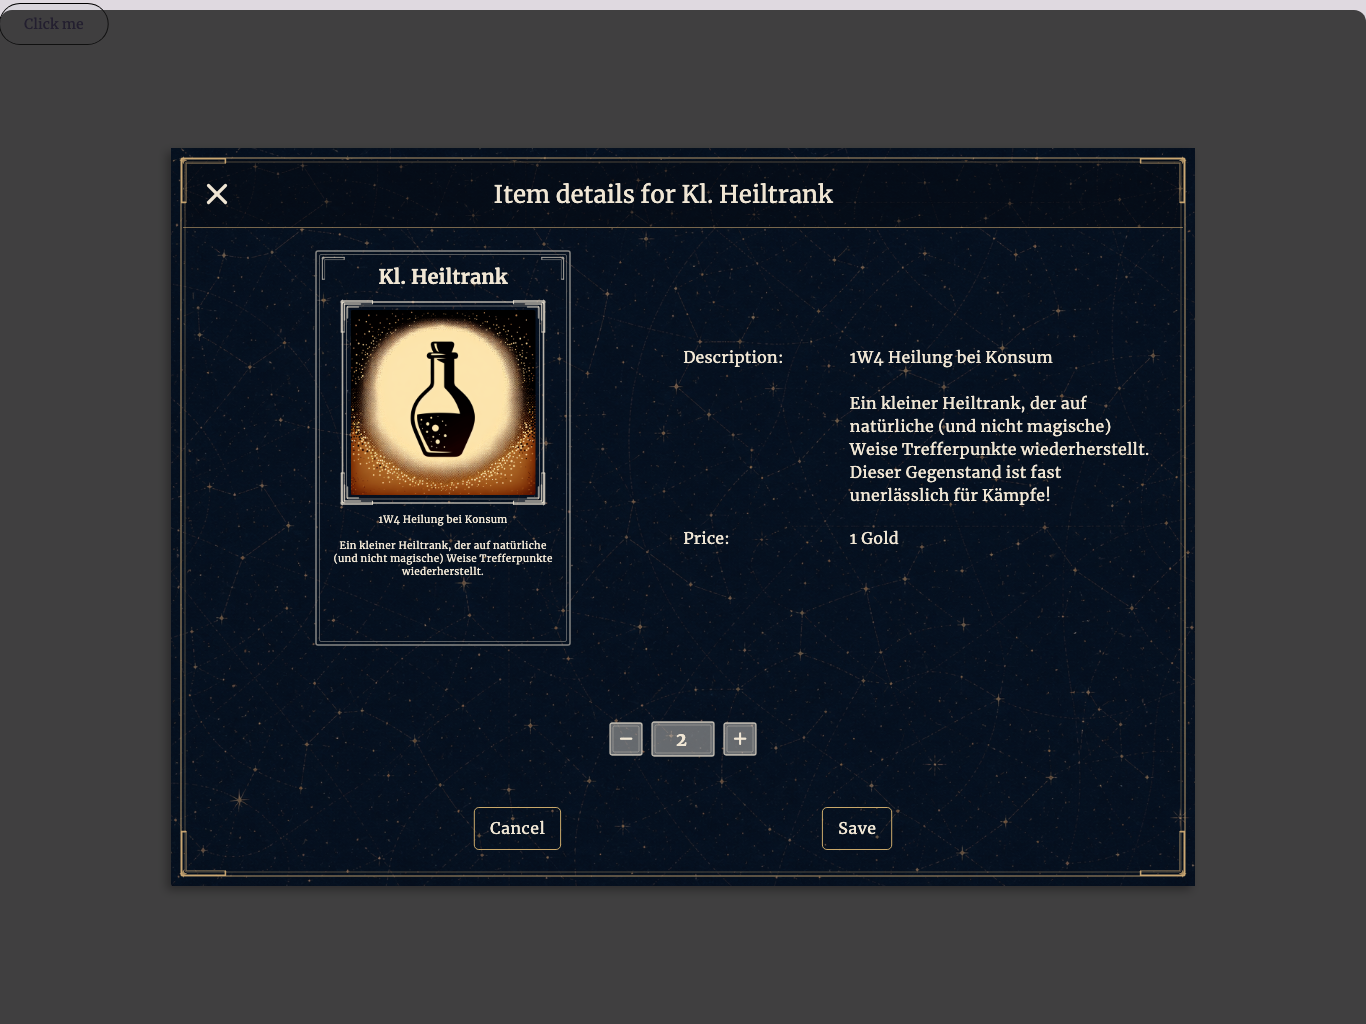 Click me
Item details for Kl. Heiltrank
Kl. Heiltrank
1W4 Heilung bei Konsum
Ein kleiner Heiltrank, der auf natürliche
(und nicht magische) Weise Trefferpunkte
wiederherstellt.
Description:
1W4 Heilung bei Konsum
Ein kleiner Heiltrank, der auf
natürliche (und nicht magische)
Weise Trefferpunkte wiederherstellt.
Dieser Gegenstand ist fast
unerlässlich für Kämpfe!
Price:
1 Gold
2
Cancel
Save